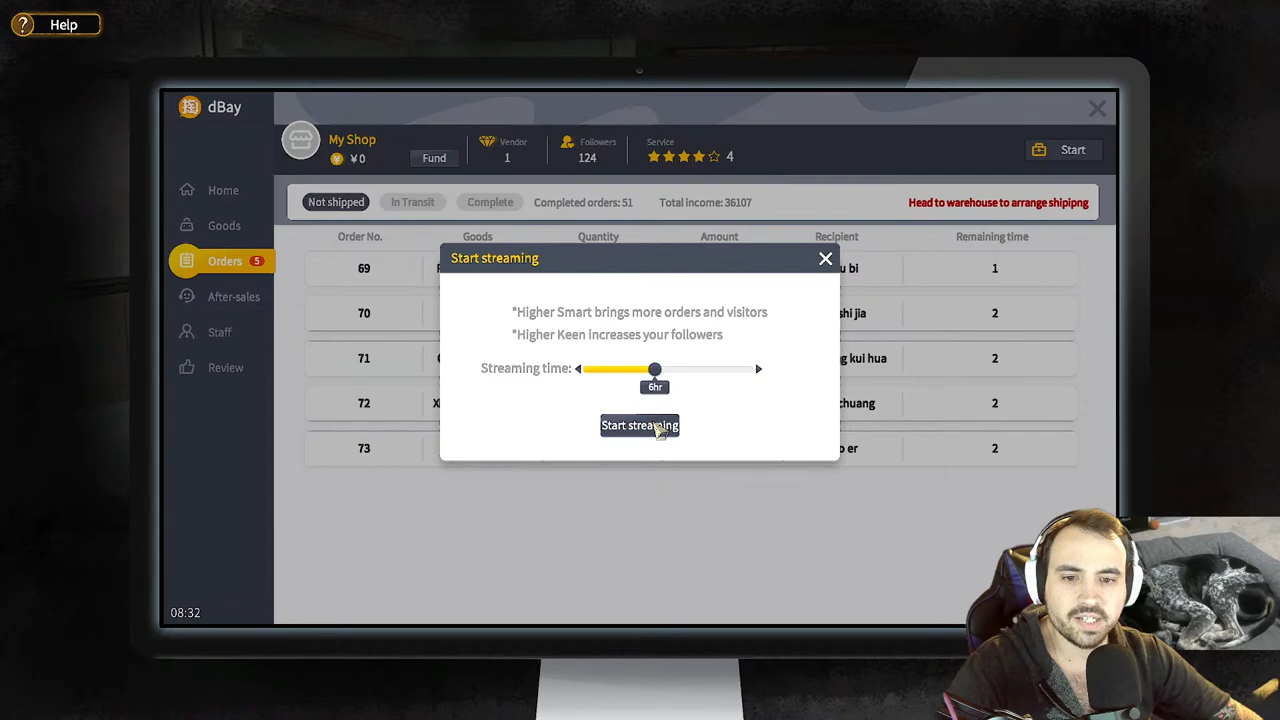 ? Help
掏 dBay
My Shop
¥ ¥0
Fund
Vendor
1
Followers
124
Service
4
Start
Home
Goods
Orders 5
After-sales
Staff
Review
Not shipped In Transit Complete Completed orders: 51 Total income: 36107 Head to warehouse to arrange shipipng
Order No. Goods Quantity Amount Recipient Remaining time
69 u bi 1
70 shi jia 2
71 g kui hua 2
72 Xi chuang 2
73 o er 2
Start streaming
*Higher Smart brings more orders and visitors
*Higher Keen increases your followers
Streaming time:
6hr
Start streaming
08:32